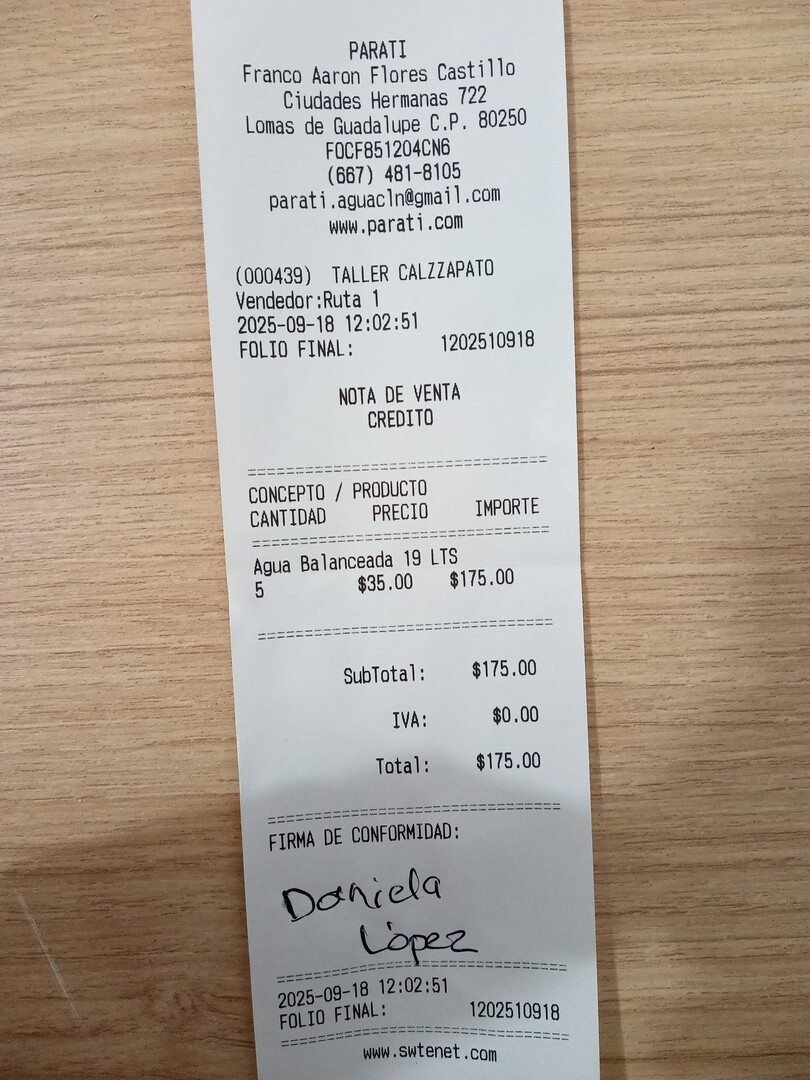 PARATI
Franco Aaron Flores Castillo
Ciudades Hermanas 722
Lomas de Guadalupe C.P. 80250
FOCF851204CN6
(667) 481-8105
parati.aguacln@gmail.com
www.parati.com
(000439) TALLER CALZZAPATO
Vendedor:Ruta 1
2025-09-18 12:02:51
FOLIO FINAL: 1202510918
NOTA DE VENTA
CREDITO
CONCEPTO / PRODUCTO
CANTIDAD PRECIO IMPORTE
Agua Balanceada 19 LTS
5 $35.00 $175.00
SubTotal: $175.00
IVA: $0.00
Total: $175.00
FIRMA DE CONFORMIDAD:
Daniela
López
2025-09-18 12:02:51
FOLIO FINAL: 1202510918
www.swtenet.com